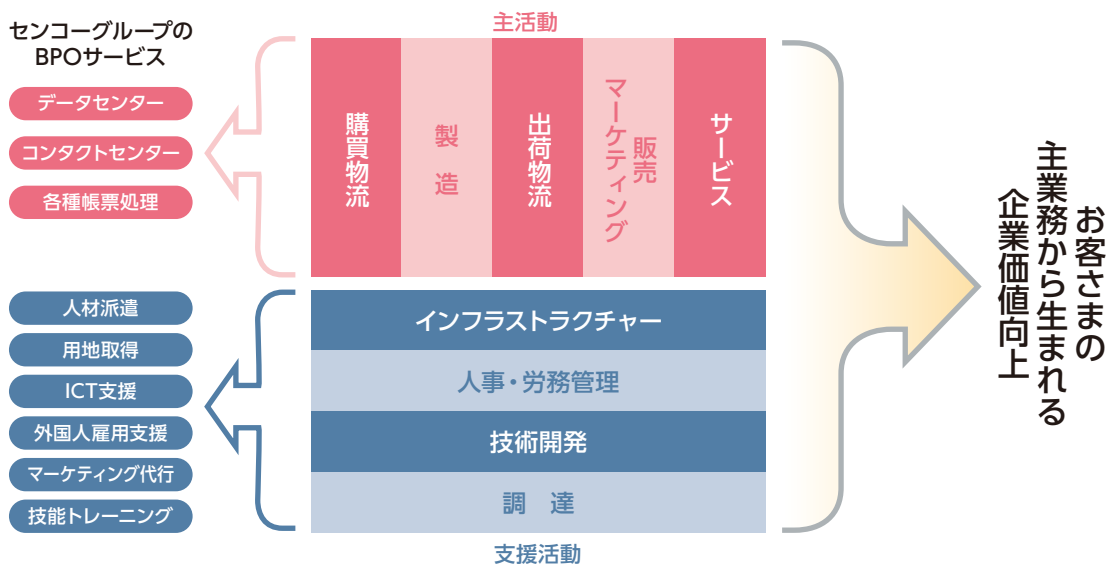 センコーグループの
BPOサービス
データセンター
コンタクトセンター
各種帳票処理
人材派遣
用地取得
ICT支援
外国人雇用支援
マーケティング代行
技能トレーニング
主活動
購買物流
製造
出荷物流
販売
マーケティング
サービス
インフラストラクチャー
人事・労務管理
技術開発
調達
支援活動
お客さまの
主業務から生まれる
企業価値向上